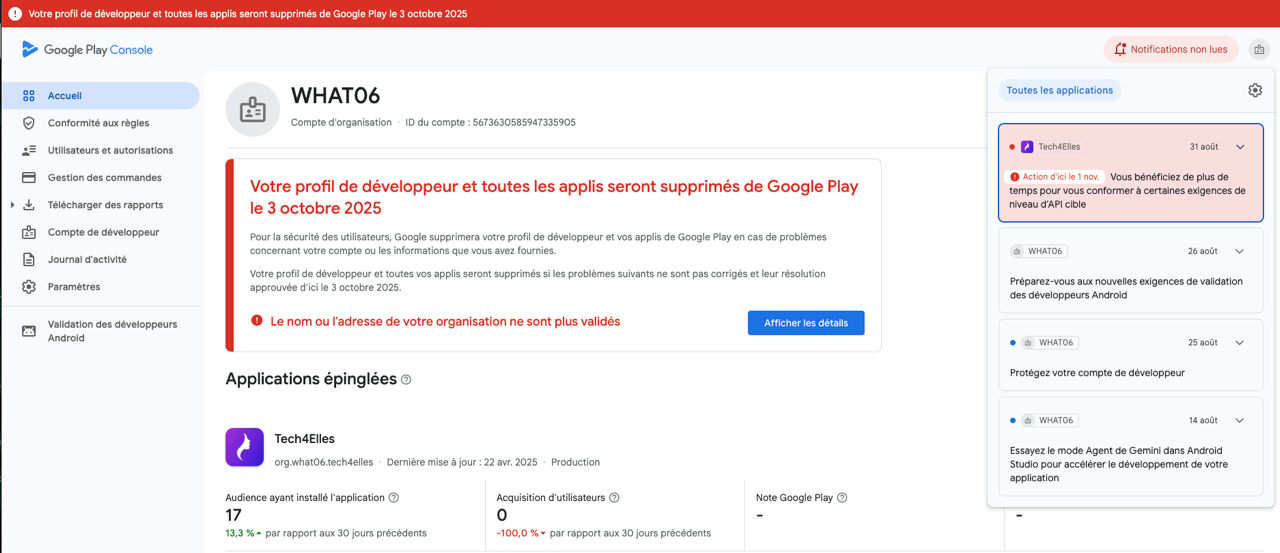 Votre profil de développeur et toutes les applis seront supprimés de Google Play le 3 octobre 2025
Google Play Console
Notifications non lues
Accueil
Conformité aux règles
Utilisateurs et autorisations
Gestion des commandes
Télécharger des rapports
Compte de développeur
Journal d'activité
Paramètres
Validation des développeurs
Android
WHAT06
Compte d'organisation · ID du compte : 5673630585947335905
Votre profil de développeur et toutes les applis seront supprimés de Google Play
le 3 octobre 2025
Pour la sécurité des utilisateurs, Google supprimera votre profil de développeur et vos applis de Google Play en cas de problèmes
concernant votre compte ou les informations que vous avez fournies.
Votre profil de développeur et toutes vos applis seront supprimés si les problèmes suivants ne sont pas corrigés et leur résolution
approuvée d'ici le 3 octobre 2025.
Le nom ou l'adresse de votre organisation ne sont plus validés
Afficher les détails
Applications épinglées
Tech4Elles
org.what06.tech4elles · Dernière mise à jour : 22 avr. 2025 · Production
Audience ayant installé l'application
17
13,3 % par rapport aux 30 jours précédents
Acquisition d'utilisateurs
0
-100,0 % par rapport aux 30 jours précédents
Note Google Play
-
-
Toutes les applications
Tech4Elles 31 août
Action d'ici le 1 nov. Vous bénéficiez de plus de
temps pour vous conformer à certaines exigences de
niveau d'API cible
WHAT06 26 août
Préparez-vous aux nouvelles exigences de validation
des développeurs Android
WHAT06 25 août
Protégez votre compte de développeur
WHAT06 14 août
Essayez le mode Agent de Gemini dans Android
Studio pour accélérer le développement de votre
application